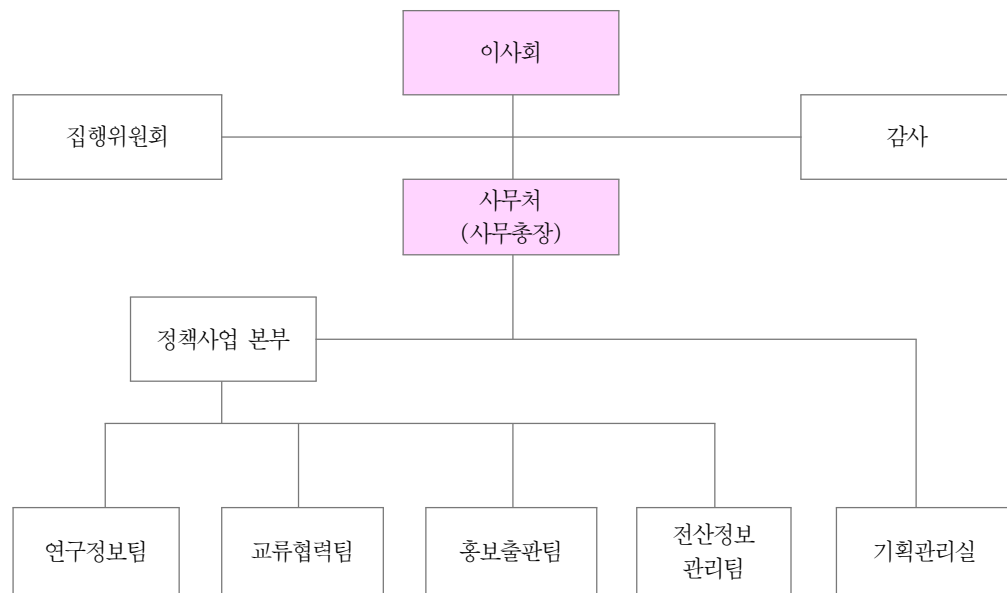 이사회
집행위원회
감사
사무처
(사무총장)
정책사업 본부
연구정보팀
교류협력팀
홍보출판팀
전산정보
관리팀
기획관리실